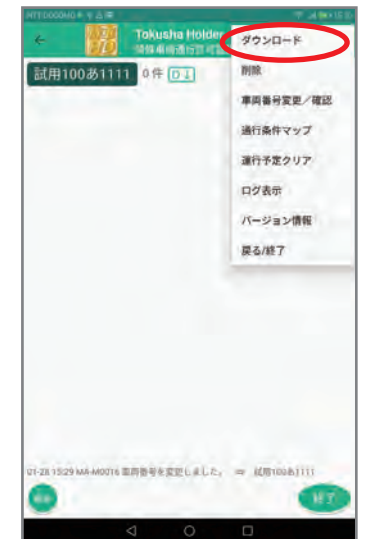 NTT DOCOMO
Tokusha Holder
ダウンロード
試用100あ1111 0件 D↓
削除
車両番号変更/確認
通行条件マップ
運行予定クリア
ログ表示
バージョン情報
戻る/終了
01-28 15:29 MA-M0016 車両番号を変更しました。 ⇒ 試用100あ1111
終了